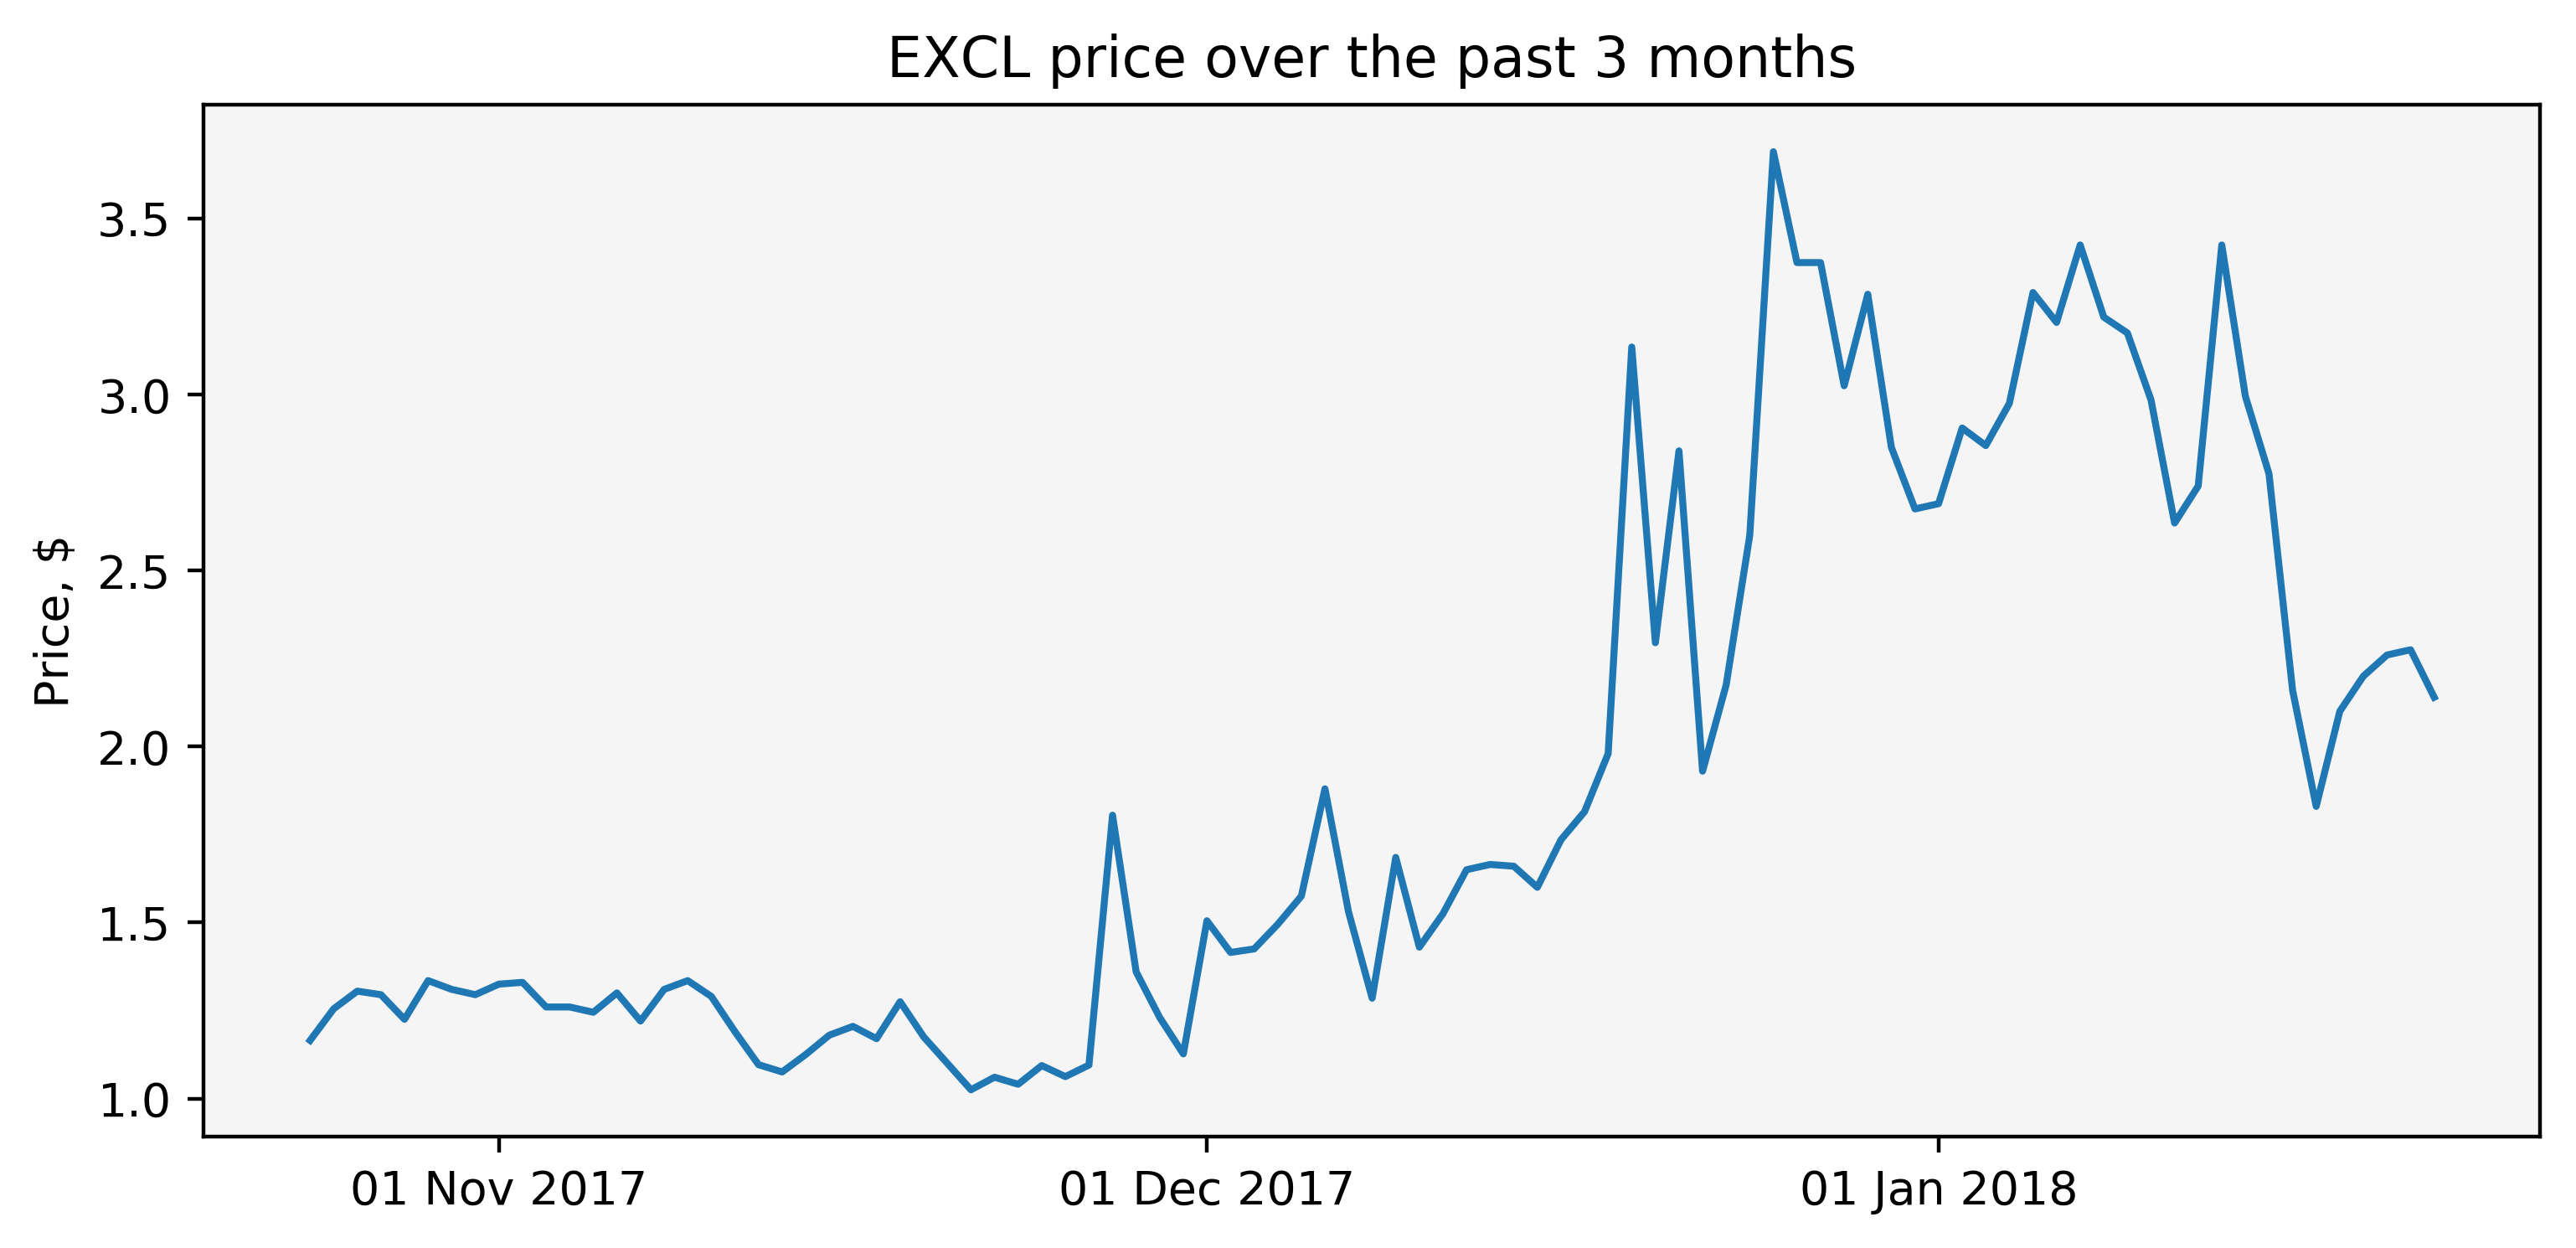 EXCL price over the past 3 months
Price, $
3.5
3.0
2.5
2.0
1.5
1.0
01 Nov 2017
01 Dec 2017
01 Jan 2018